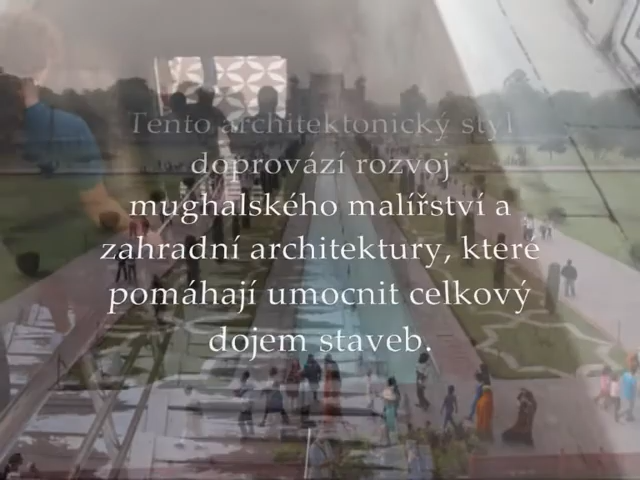 Tento architektonický styl
doprovází rozvoj
mughalského malířství a
zahradní architektury, které
pomáhají umocnit celkový
dojem staveb.